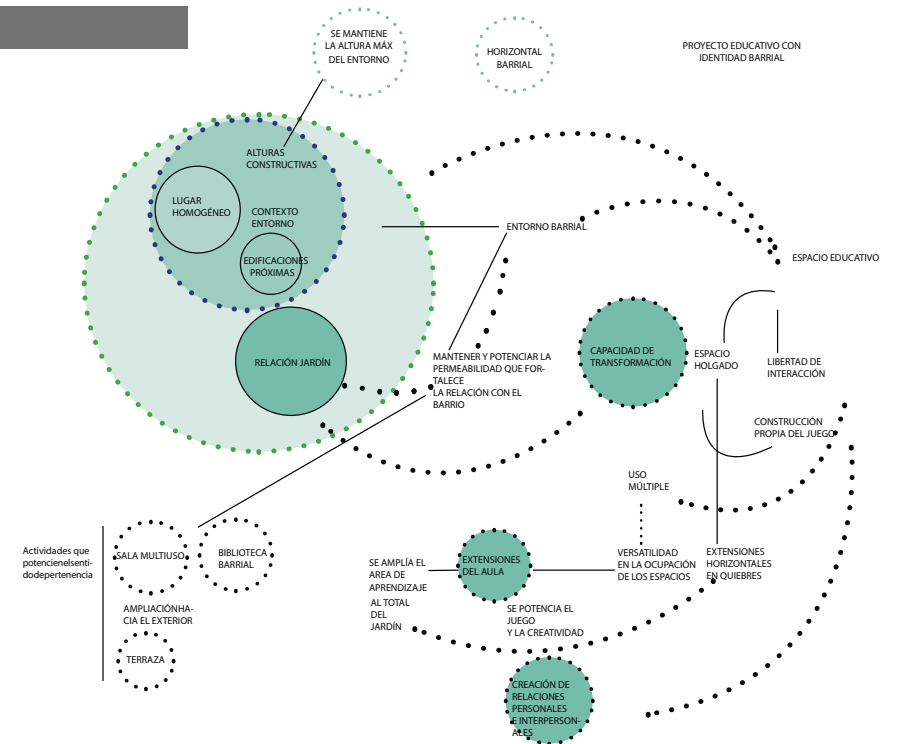 SE MANTIENE
LA ALTURA MÁX
DEL ENTORNO
HORIZONTAL
BARRIAL
PROYECTO EDUCATIVO CON
IDENTIDAD BARRIAL
ALTURAS
CONSTRUCTIVAS
LUGAR
HOMOGÉNEO
CONTEXTO
ENTORNO
EDIFICACIONES
PRÓXIMAS
ENTORNO BARRIAL
ESPACIO EDUCATIVO
RELACIÓN JARDÍN
MANTENER Y POTENCIAR LA
PERMEABILIDAD QUE FOR-
TALECE
LA RELACIÓN CON EL
BARRIO
CAPACIDAD DE
TRANSFORMACIÓN
ESPACIO
HOLGADO
LIBERTAD DE
INTERACCIÓN
CONSTRUCCIÓN
PROPIA DEL JUEGO
USO
MÚLTIPLE
Actividades que
potencienelsenti-
dodepertenencia
SALA MULTIUSO
BIBLIOTECA
BARRIAL
AMPLIACIÓNHA-
CIA EL EXTERIOR
TERRAZA
SE AMPLÍA EL
AREA DE
APRENDIZAJE
AL TOTAL
DEL
JARDÍN
EXTENSIONES
DEL AULA
SE POTENCIA EL
JUEGO
Y LA CREATIVIDAD
VERSATILIDAD
EN LA OCUPACIÓN
DE LOS ESPACIOS
EXTENSIONES
HORIZONTALES
EN QUIEBRES
CREACIÓN DE
RELACIONES
PERSONALES
E INTERPERSON-
ALES